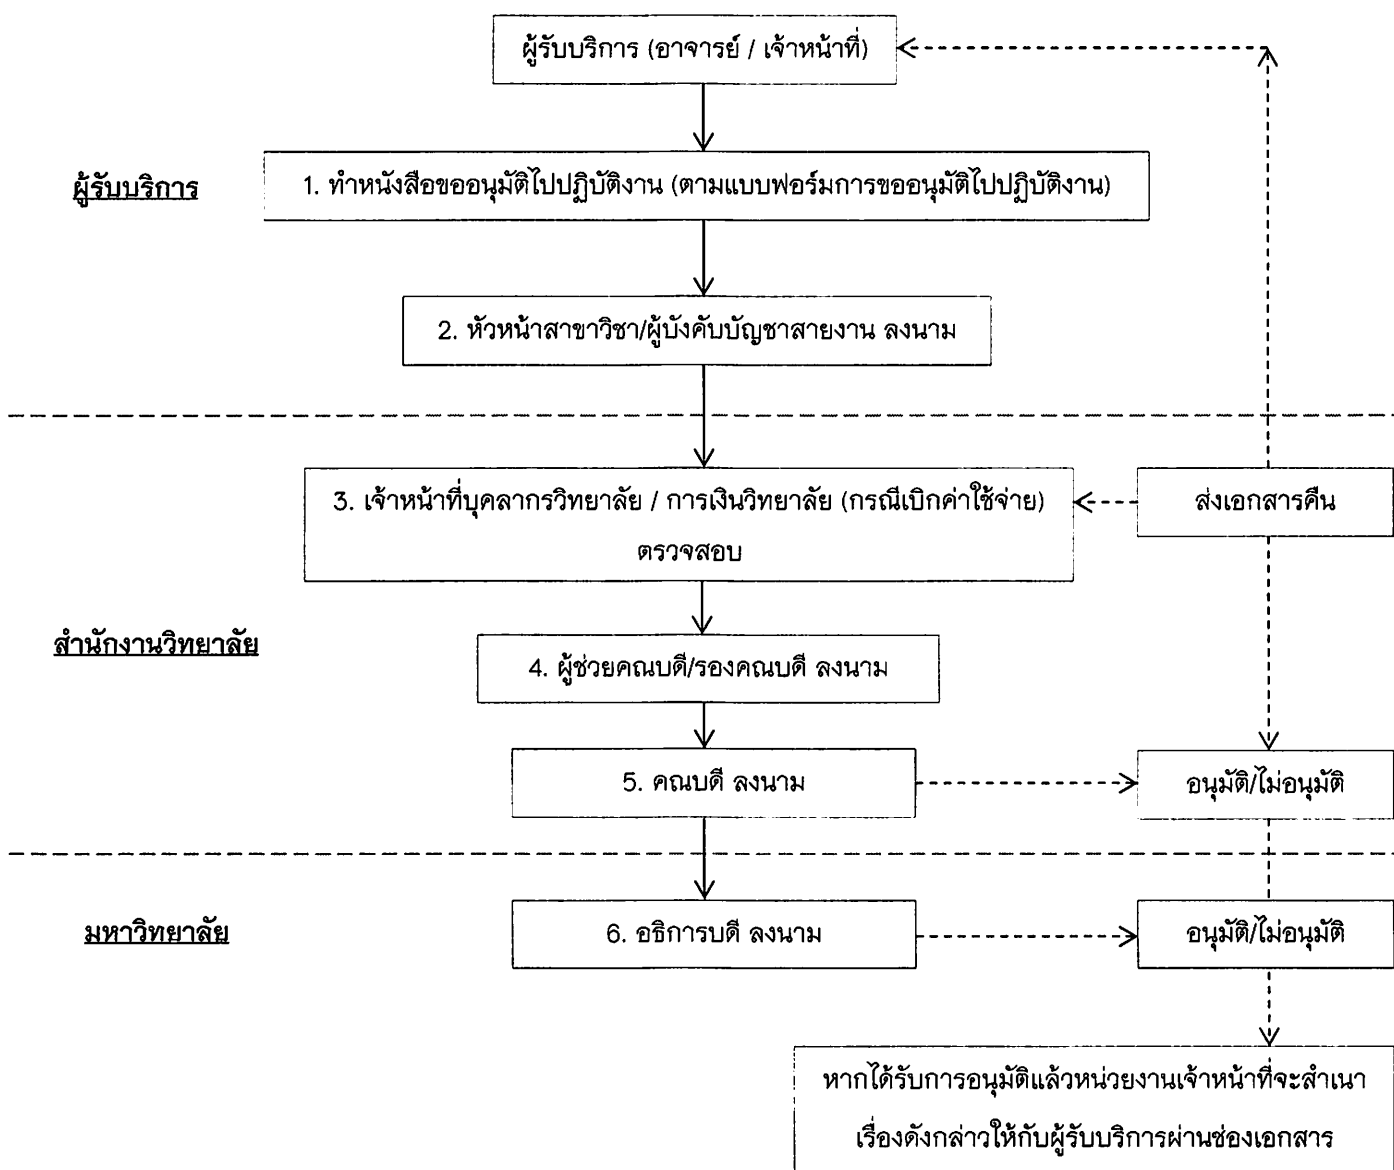 ผู้รับบริการ (อาจารย์ / เจ้าหน้าที่)
ผู้รับบริการ
1. ทำหนังสือขออนุมัติไปปฏิบัติงาน (ตามแบบฟอร์มการขออนุมัติไปปฏิบัติงาน)
2. หัวหน้าสาขาวิชา/ผู้บังคับบัญชาสายงาน ลงนาม
3. เจ้าหน้าที่บุคลากรวิทยาลัย / การเงินวิทยาลัย (กรณีเบิกค่าใช้จ่าย)
ตรวจสอบ
ส่งเอกสารคืน
สำนักงานวิทยาลัย
4. ผู้ช่วยคณบดี/รองคณบดี ลงนาม
5. คณบดี ลงนาม
อนุมัติ/ไม่อนุมัติ
มหาวิทยาลัย
6. อธิการบดี ลงนาม
อนุมัติ/ไม่อนุมัติ
หากได้รับการอนุมัติแล้วหน่วยงานเจ้าหน้าที่จะสำเนา
เรื่องดังกล่าวให้กับผู้รับบริการผ่านช่องเอกสาร